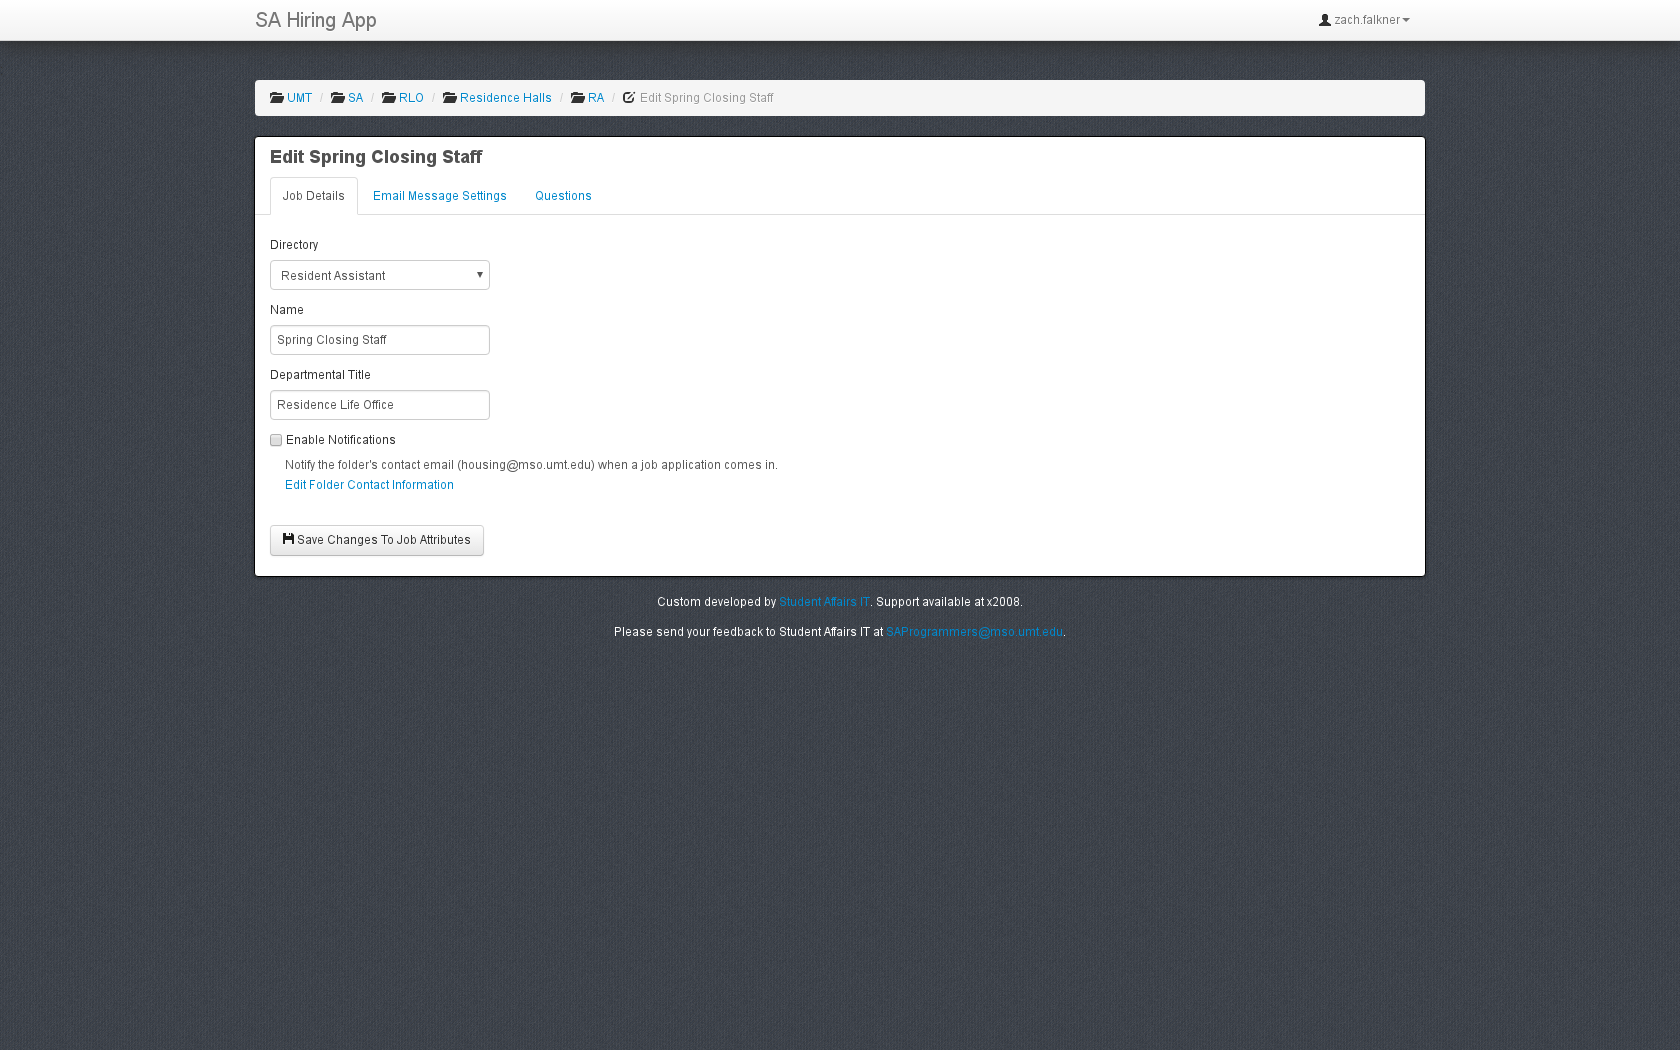 SA Hiring App
zach.falkner
UMT / SA / RLO / Residence Halls / RA / Edit Spring Closing Staff
Edit Spring Closing Staff
Job Details Email Message Settings Questions
Directory
Resident Assistant
Name
Spring Closing Staff
Departmental Title
Residence Life Office
Enable Notifications
Notify the folder's contact email (housing@mso.umt.edu) when a job application comes in.
Edit Folder Contact Information
Save Changes To Job Attributes
Custom developed by Student Affairs IT. Support available at x2008.
Please send your feedback to Student Affairs IT at SAProgrammers@mso.umt.edu.